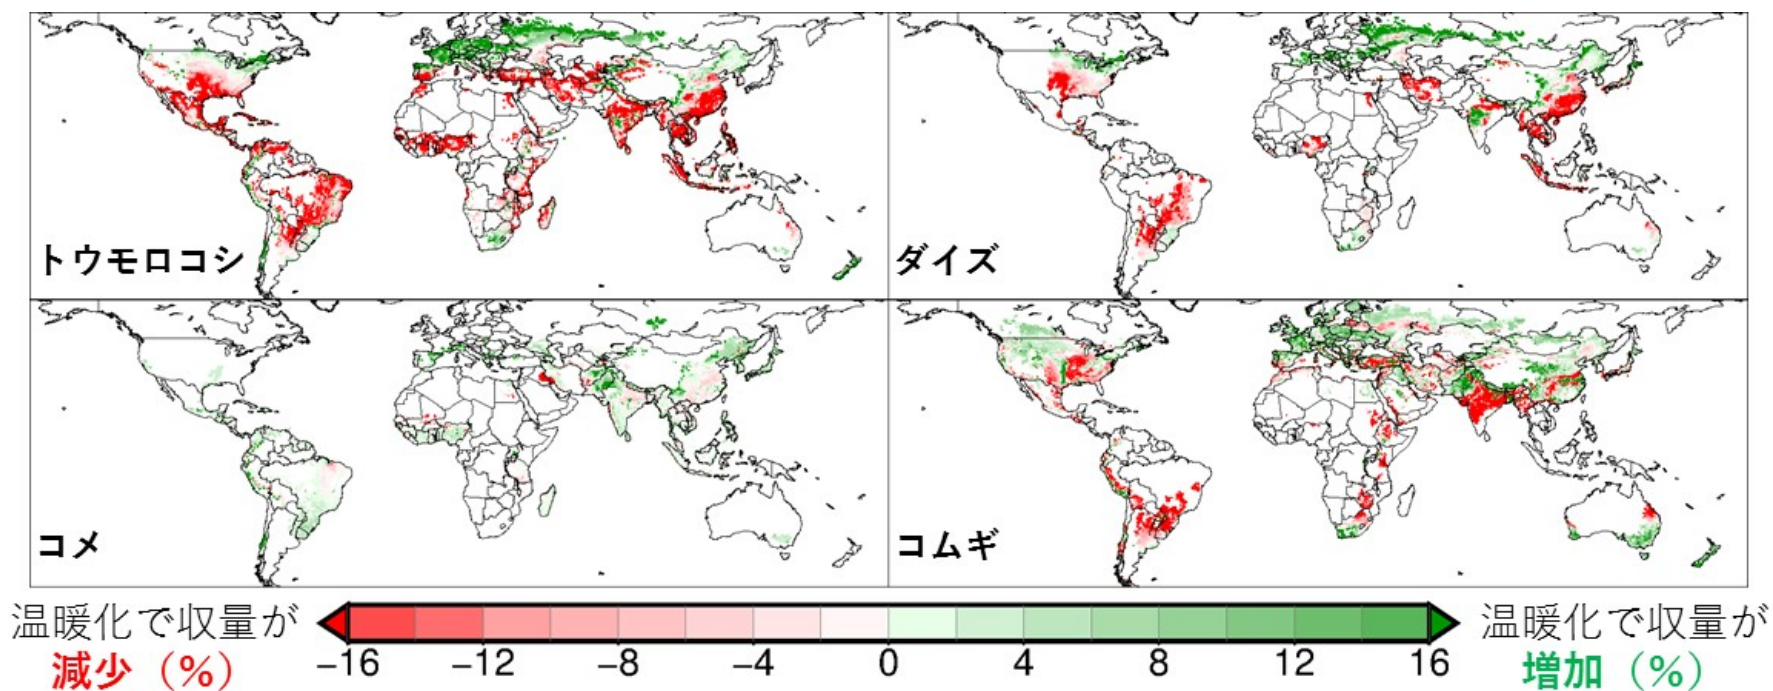 トウモロコシ
ダイズ
コメ
コムギ
温暖化で収量が
減少（%）
−16 −12 −8 −4 0 4 8 12 16
温暖化で収量が
増加（%）